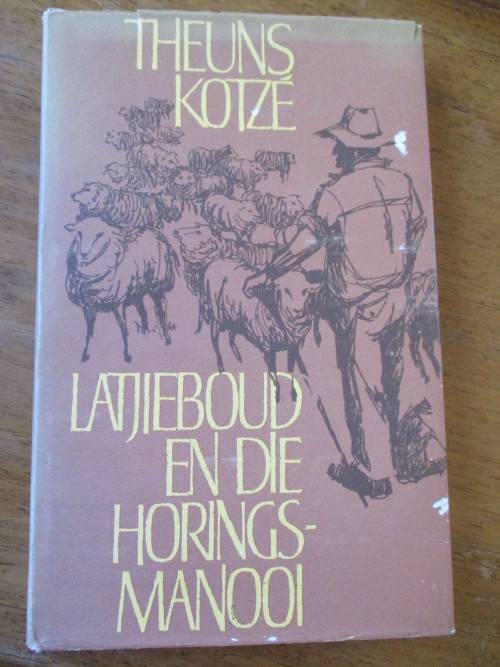 THEUNS
KOTZÉ
LATJIEBOUD
EN DIE
HORINGS-
MANOOI